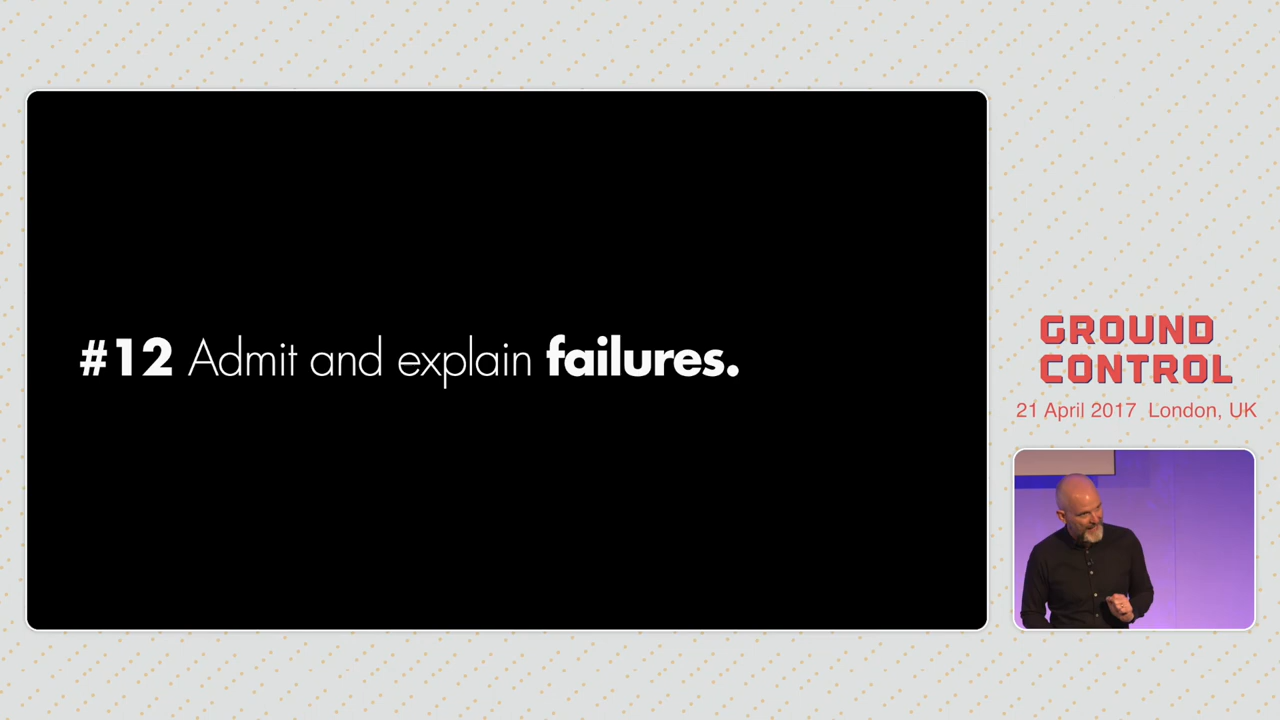 #12 Admit and explain failures.
GROUND
CONTROL
21 April 2017 London, UK